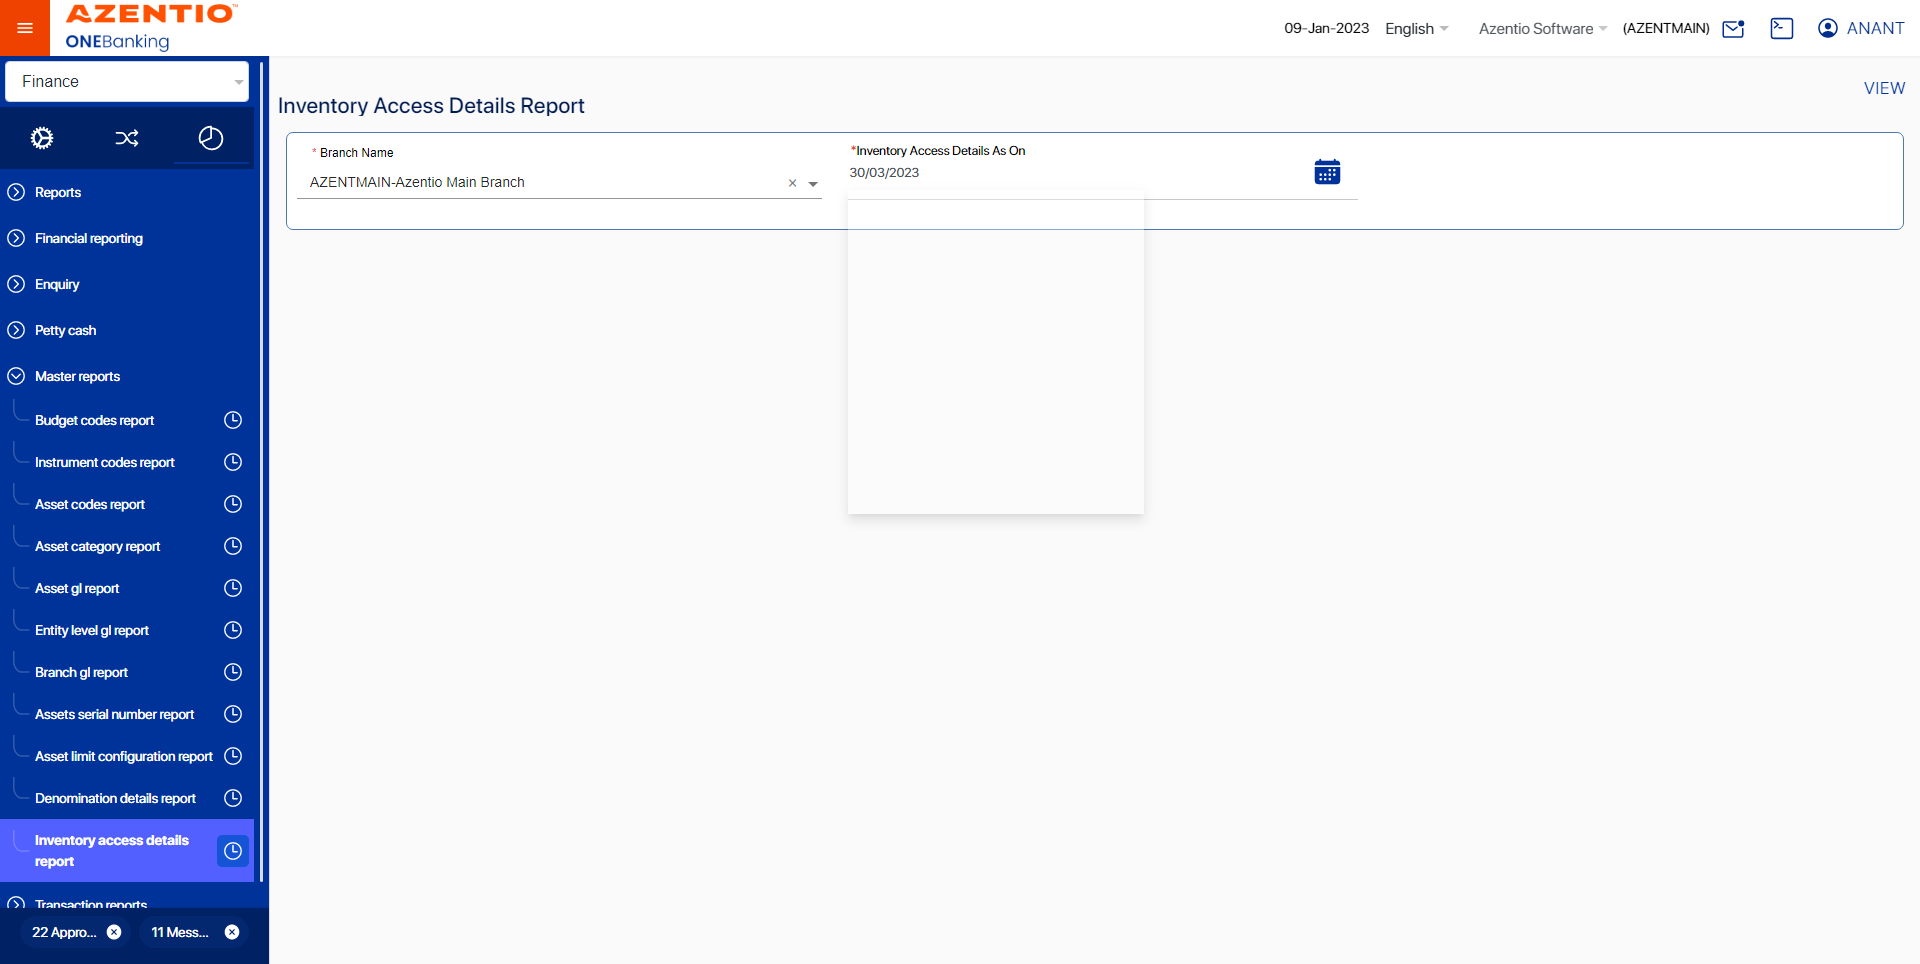 AZENTIO™
ONEBanking
09-Jan-2023
English
Azentio Software
(AZENTMAIN)
ANANT
Finance
VIEW
Inventory Access Details Report
* Branch Name
AZENTMAIN-Azentio Main Branch
*Inventory Access Details As On
30/03/2023
Reports
Financial reporting
Enquiry
Petty cash
Master reports
Budget codes report
Instrument codes report
Asset codes report
Asset category report
Asset gl report
Entity level gl report
Branch gl report
Assets serial number report
Asset limit configuration report
Denomination details report
Inventory access details
report
Transaction reports
22 Appro...
11 Mess...